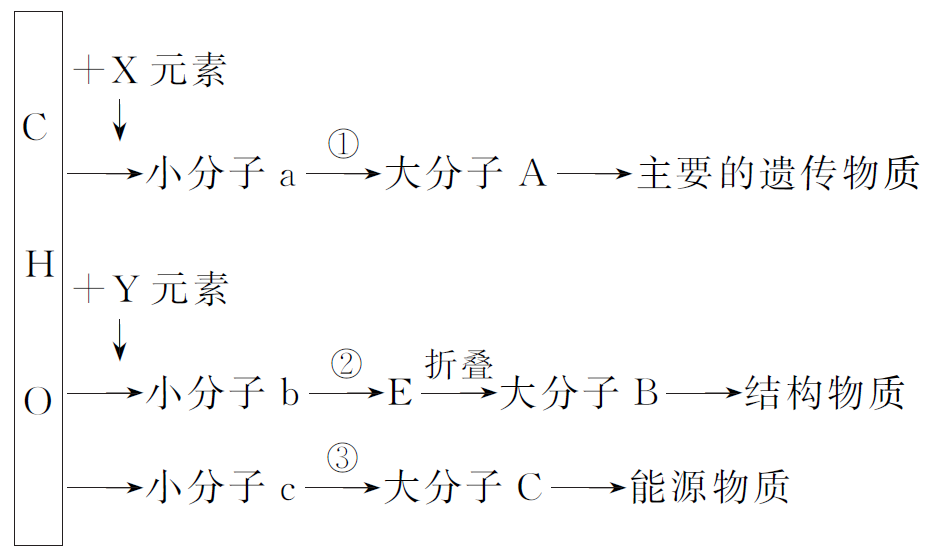 +X 元素
C
小分子 a ① 大分子 A 主要的遗传物质
H
+Y 元素
O
小分子 b ② E 折叠 大分子 B 结构物质
小分子 c ③ 大分子 C 能源物质